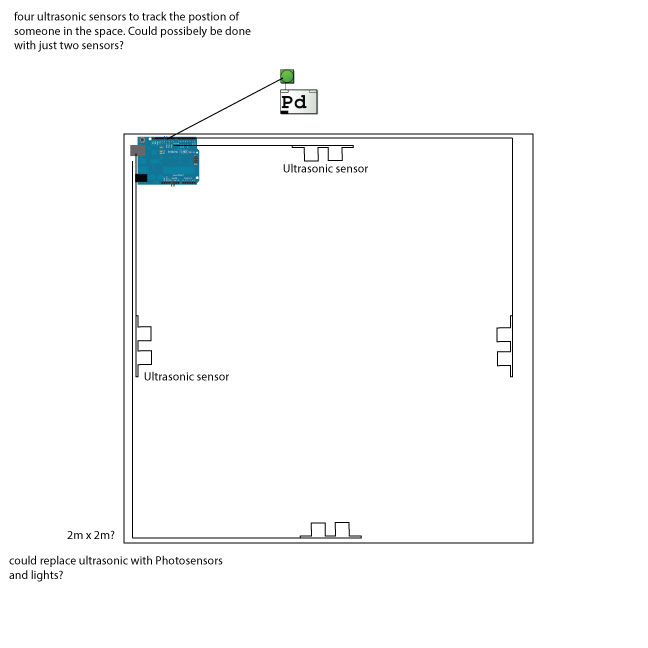 four ultrasonic sensors to track the postion of
someone in the space. Could possibely be done
with just two sensors?
Pd
Ultrasonic sensor
Ultrasonic sensor
2m x 2m?
could replace ultrasonic with Photosensors
and lights?